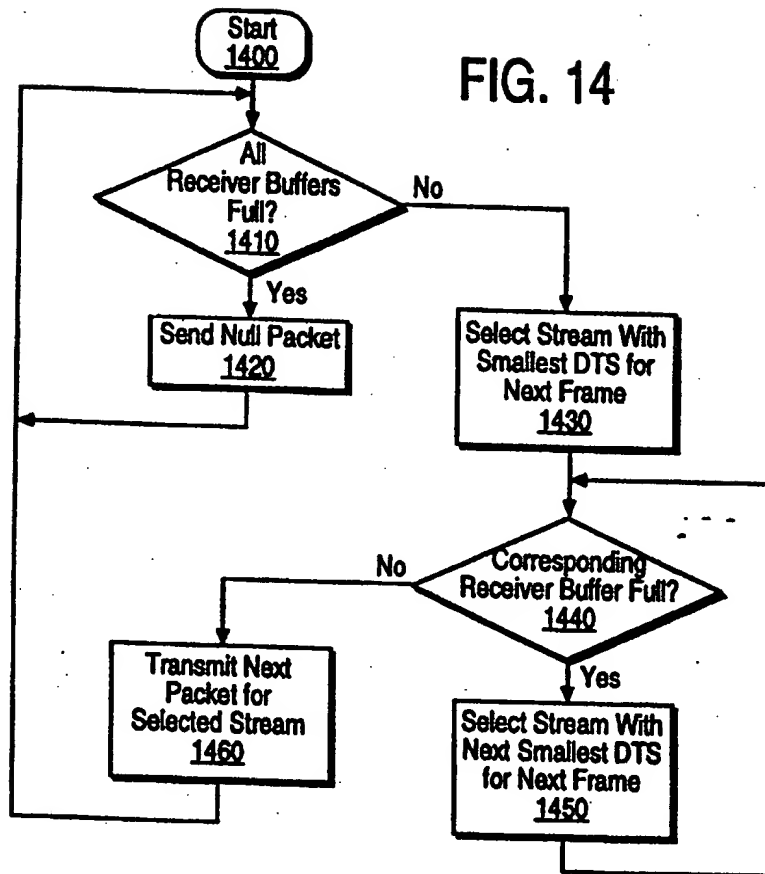 Start
1400
FIG. 14
All
Receiver Buffers
Full?
1410
No
Yes
Send Null Packet
1420
Select Stream With
Smallest DTS for
Next Frame
1430
Corresponding
Receiver Buffer Full?
1440
No
Yes
Transmit Next
Packet for
Selected Stream
1460
Select Stream With
Next Smallest DTS
for Next Frame
1450